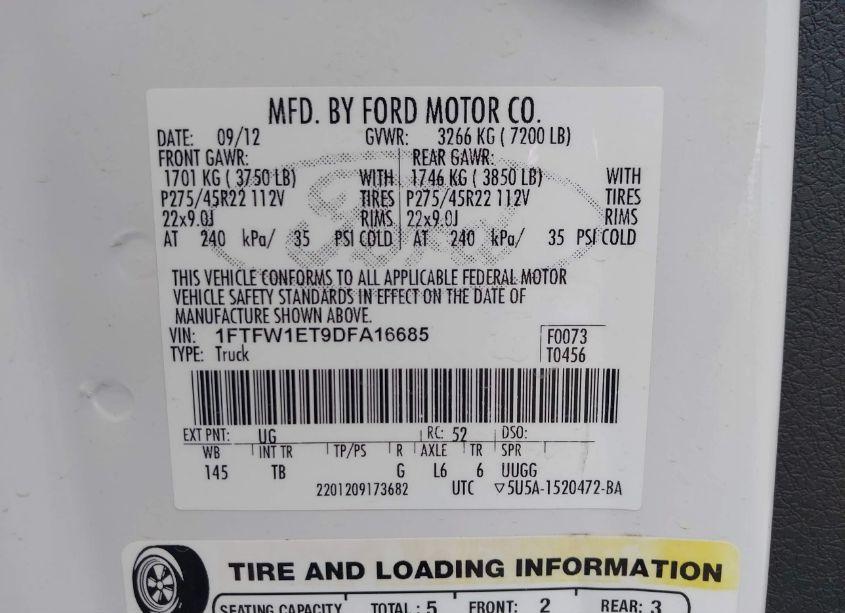 MFD. BY FORD MOTOR CO.
DATE: 09/12 GVWR: 3266 KG ( 7200 LB)
FRONT GAWR: REAR GAWR:
1701 KG ( 3750 LB) WITH 1746 KG ( 3850 LB) WITH
P275/45R22 112V TIRES P275/45R22 112V TIRES
22x9.0J RIMS 22x9.0J RIMS
AT 240 kPa/ 35 PSI COLD AT 240 kPa/ 35 PSI COLD
THIS VEHICLE CONFORMS TO ALL APPLICABLE FEDERAL MOTOR
VEHICLE SAFETY STANDARDS IN EFFECT ON THE DATE OF
MANUFACTURE SHOWN ABOVE.
VIN: 1FTFW1ET9DFA16685 F0073
TYPE: Truck T0456
EXT PNT: UG RC: 52 DSO:
WB INT TR TP/PS R AXLE TR SPR
145 TB G L6 6 UUGG
2201209173682 UTC ▽5U5A-1520472-BA
TIRE AND LOADING INFORMATION
SEATING CAPACITY TOTAL : 5 FRONT: 2 REAR: 3